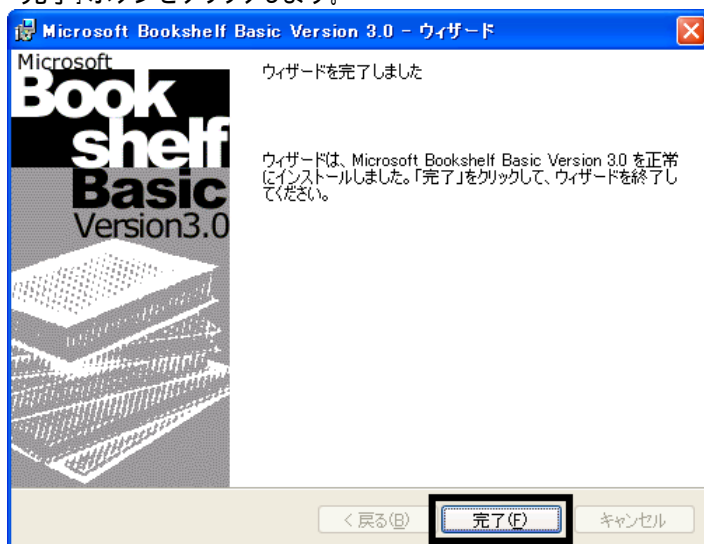 「完了」ボタンをクリックします。
Microsoft Bookshelf Basic Version 3.0 - ウィザード
Microsoft
Book
shelf
Basic
Version3.0
ウィザードを完了しました
ウィザードは、Microsoft Bookshelf Basic Version 3.0 を正常
にインストールしました。「完了」をクリックして、ウィザードを終了し
てください。
< 戻る(B)
完了(F)
キャンセル